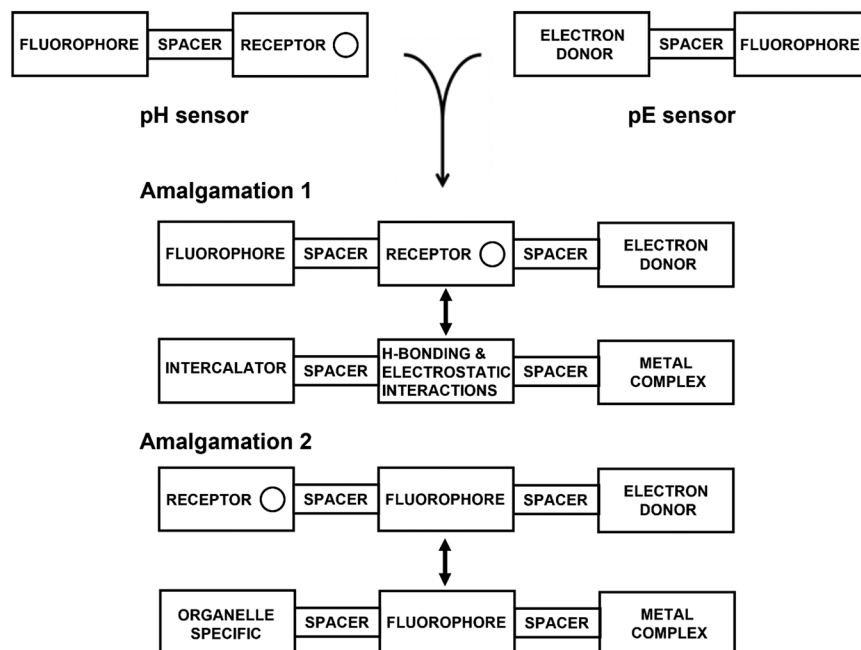 FLUOROPHORE SPACER RECEPTOR
ELECTRON
DONOR
SPACER FLUOROPHORE
pH sensor
pE sensor
Amalgamation 1
FLUOROPHORE SPACER RECEPTOR SPACER
ELECTRON
DONOR
INTERCALATOR SPACER
H-BONDING &
ELECTROSTATIC
INTERACTIONS
SPACER
METAL
COMPLEX
Amalgamation 2
RECEPTOR SPACER FLUOROPHORE SPACER
ELECTRON
DONOR
ORGANELLE
SPECIFIC
SPACER FLUOROPHORE SPACER
METAL
COMPLEX